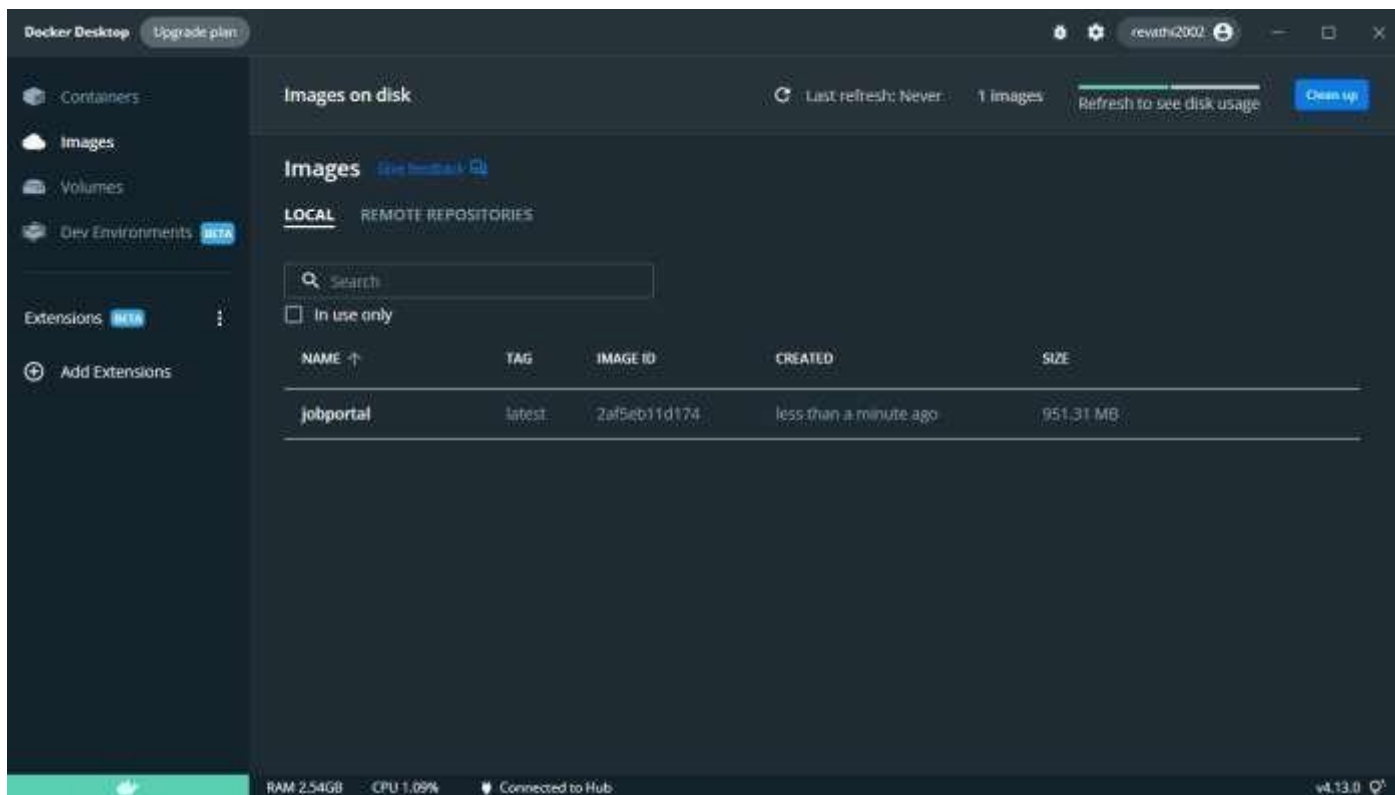 Docker Desktop Upgrade plan revathi2002
Containers
Images
Volumes
Dev Environments BETA
Extensions BETA
Add Extensions
Images on disk Last refresh: Never 1 images Refresh to see disk usage Clean up
Images Give feedback
LOCAL REMOTE REPOSITORIES
Search
In use only
NAME ↑ TAG IMAGE ID CREATED SIZE
jobportal latest 2af5eb11d174 less than a minute ago 951.31 MB
RAM 2.54GB CPU 1.09% Connected to Hub v4.13.0